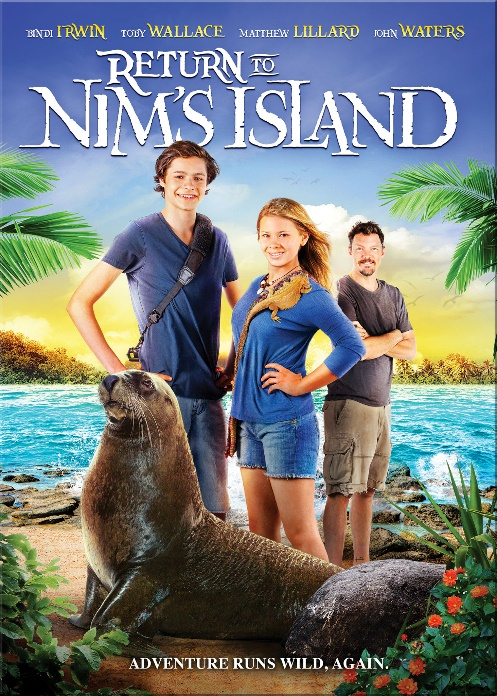 BINDI IRWIN TOBY WALLACE MATTHEW LILLARD JOHN WATERS
RETURN TO
NIM'S ISLAND
ADVENTURE RUNS WILD, AGAIN.